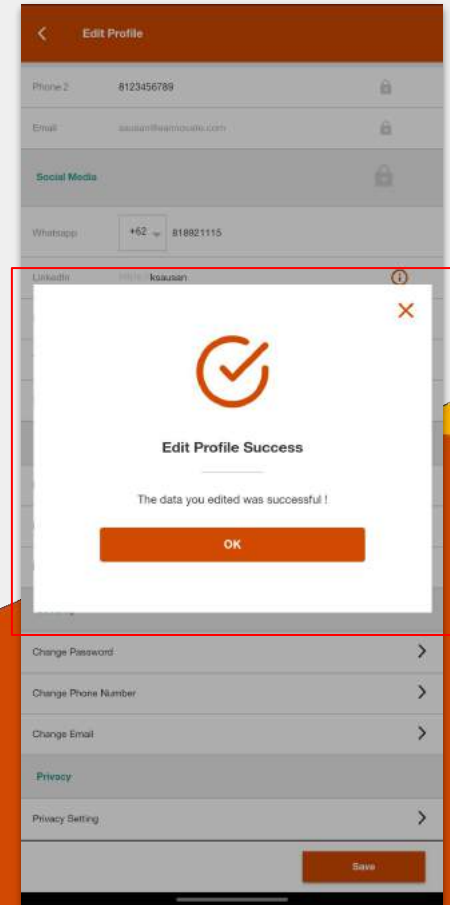 Edit Profile
Phone 2 8123456789
Email
Social Media
Whatsapp +62 818921115
LinkedIn ksausan
Edit Profile Success
The data you edited was successful !
OK
Change Password
Change Phone Number
Change Email
Privacy
Privacy Setting
Save